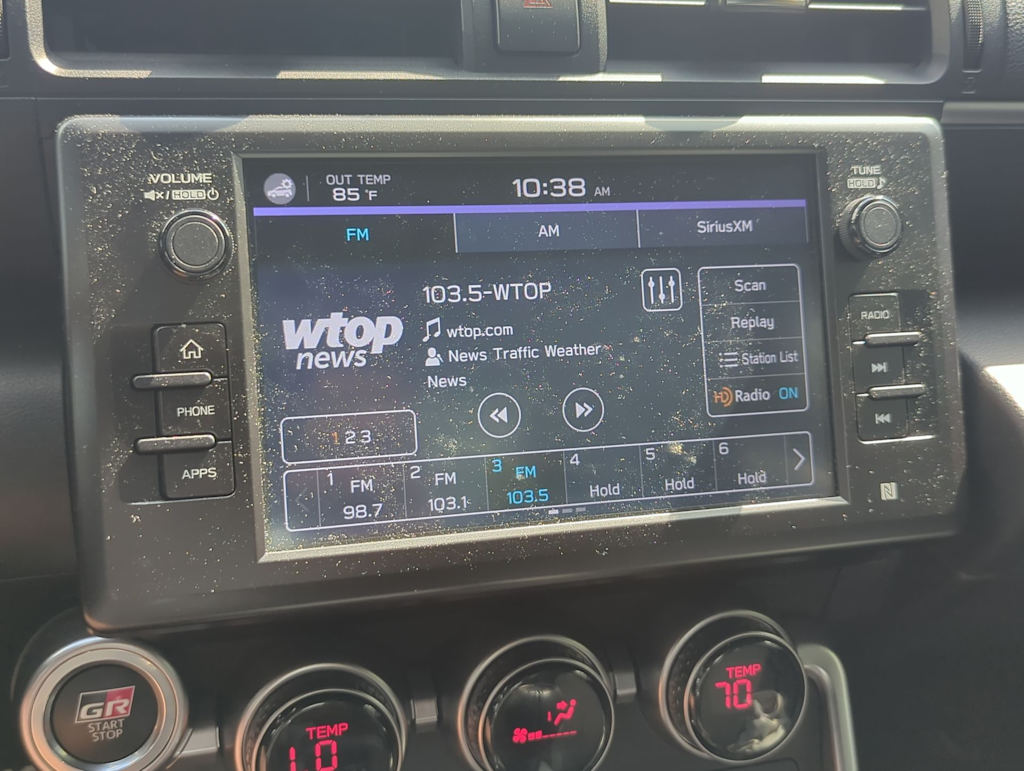 VOLUME
/HOLD
OUT TEMP
85°F
10:38 AM
TUNE
HOLD
FM
AM
SiriusXM
103.5-WTOP
wtop news
wtop.com
News Traffic Weather
News
Scan
Replay
Station List
HD Radio ON
RADIO
PHONE
APPS
1 2 3
1 FM 98.7
2 FM 103.1
3 FM 103.5
4 Hold
5 Hold
6 Hold
GR
START
STOP
TEMP
TEMP
70